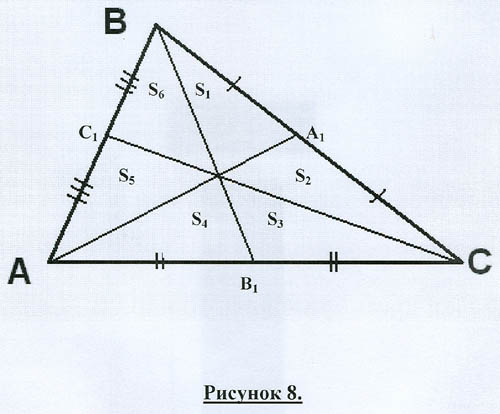 B
S₆ S₁
C₁ A₁
S₅ S₂
S₄ S₃
A C
B₁
Рисунок 8.